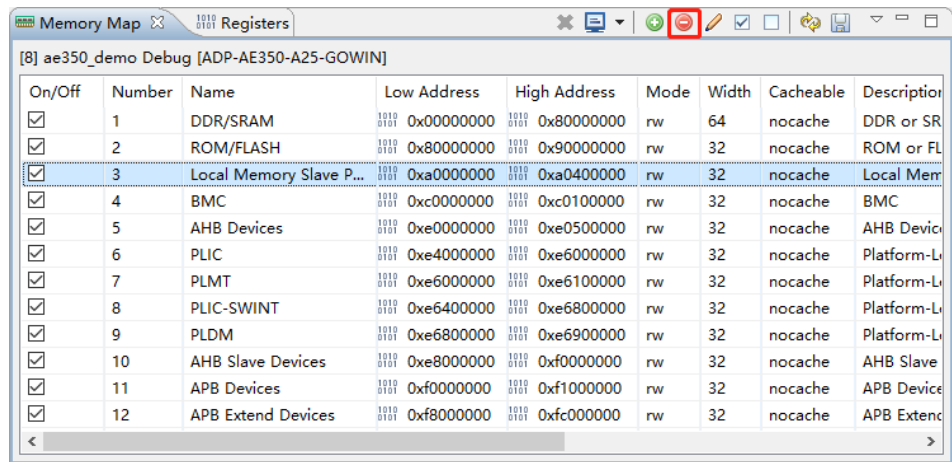 Memory Map Registers
[8] ae350_demo Debug [ADP-AE350-A25-GOWIN]
On/Off Number Name Low Address High Address Mode Width Cacheable Description
1 DDR/SRAM 0x00000000 0x80000000 rw 64 nocache DDR or SR
2 ROM/FLASH 0x80000000 0x90000000 rw 32 nocache ROM or FL
3 Local Memory Slave P... 0xa0000000 0xa0400000 rw 32 nocache Local Mem
4 BMC 0xc0000000 0xc0100000 rw 32 nocache BMC
5 AHB Devices 0xe0000000 0xe0500000 rw 32 nocache AHB Device
6 PLIC 0xe4000000 0xe6000000 rw 32 nocache Platform-Le
7 PLMT 0xe6000000 0xe6100000 rw 32 nocache Platform-Le
8 PLIC-SWINT 0xe6400000 0xe6800000 rw 32 nocache Platform-Le
9 PLDM 0xe6800000 0xe6900000 rw 32 nocache Platform-Le
10 AHB Slave Devices 0xe8000000 0xf0000000 rw 32 nocache AHB Slave
11 APB Devices 0xf0000000 0xf1000000 rw 32 nocache APB Device
12 APB Extend Devices 0xf8000000 0xfc000000 rw 32 nocache APB Extend